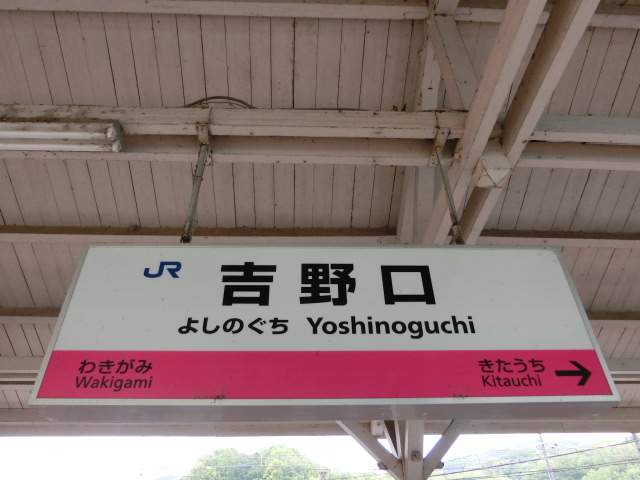 JR 吉野口
よしのぐち Yoshinoguchi
わきがみ きたうち →
Wakigami Kitauchi